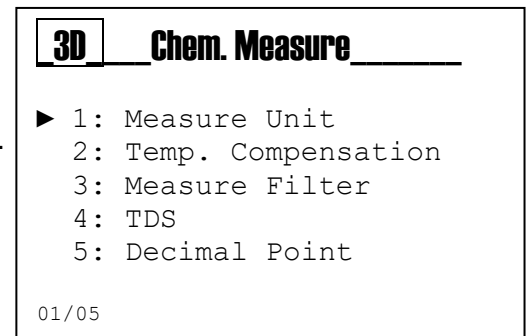 3D Chem. Measure
► 1: Measure Unit
2: Temp. Compensation
3: Measure Filter
4: TDS
5: Decimal Point
01/05